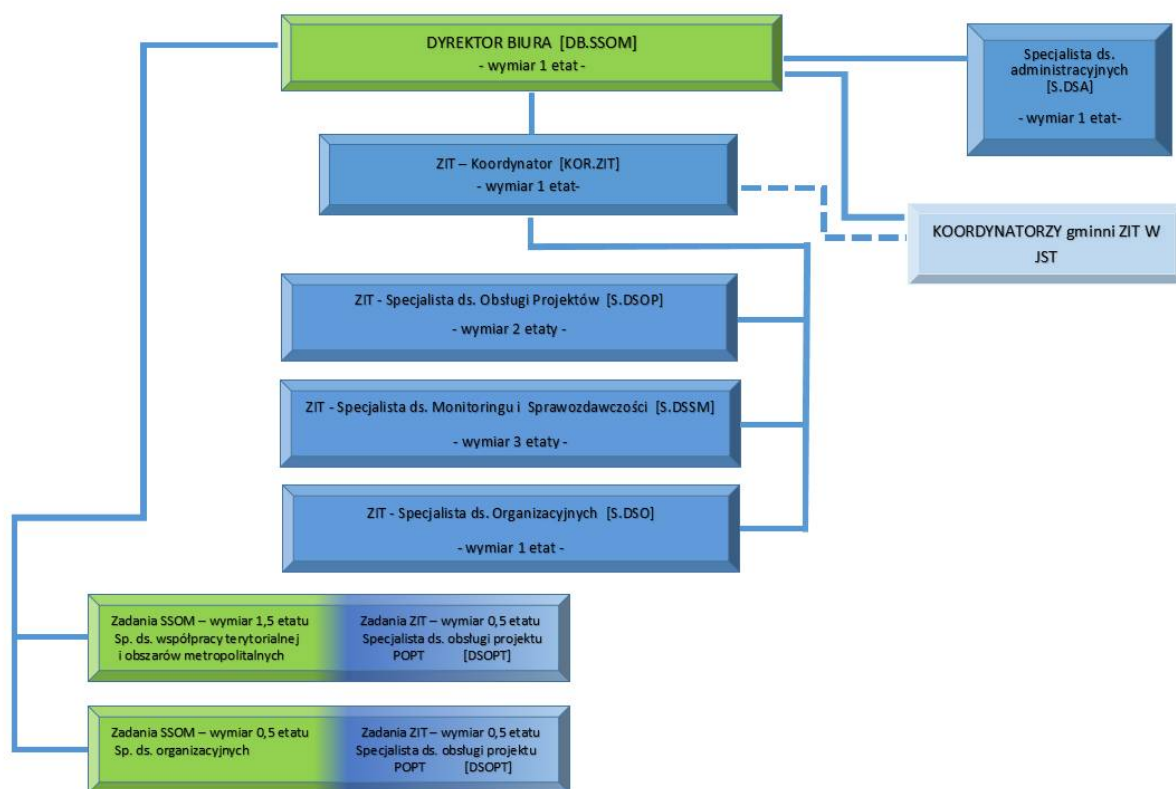 DYREKTOR BIURA [DB.SSOM]
- wymiar 1 etat -
Specjalista ds.
administracyjnych
[S.DSA]
- wymiar 1 etat-
ZIT – Koordynator [KOR.ZIT]
- wymiar 1 etat-
KOORDYNATORZY gminni ZIT W
JST
ZIT - Specjalista ds. Obsługi Projektów [S.DSOP]
- wymiar 2 etaty -
ZIT - Specjalista ds. Monitoringu i Sprawozdawczości [S.DSSM]
- wymiar 3 etaty -
ZIT - Specjalista ds. Organizacyjnych [S.DSO]
- wymiar 1 etat -
Zadania SSOM – wymiar 1,5 etatu
Sp. ds. współpracy terytorialnej
i obszarów metropolitalnych
Zadania ZIT – wymiar 0,5 etatu
Specjalista ds. obsługi projektu
POPT [DSOPT]
Zadania SSOM – wymiar 0,5 etatu
Sp. ds. organizacyjnych
Zadania ZIT – wymiar 0,5 etatu
Specjalista ds. obsługi projektu
POPT [DSOPT]